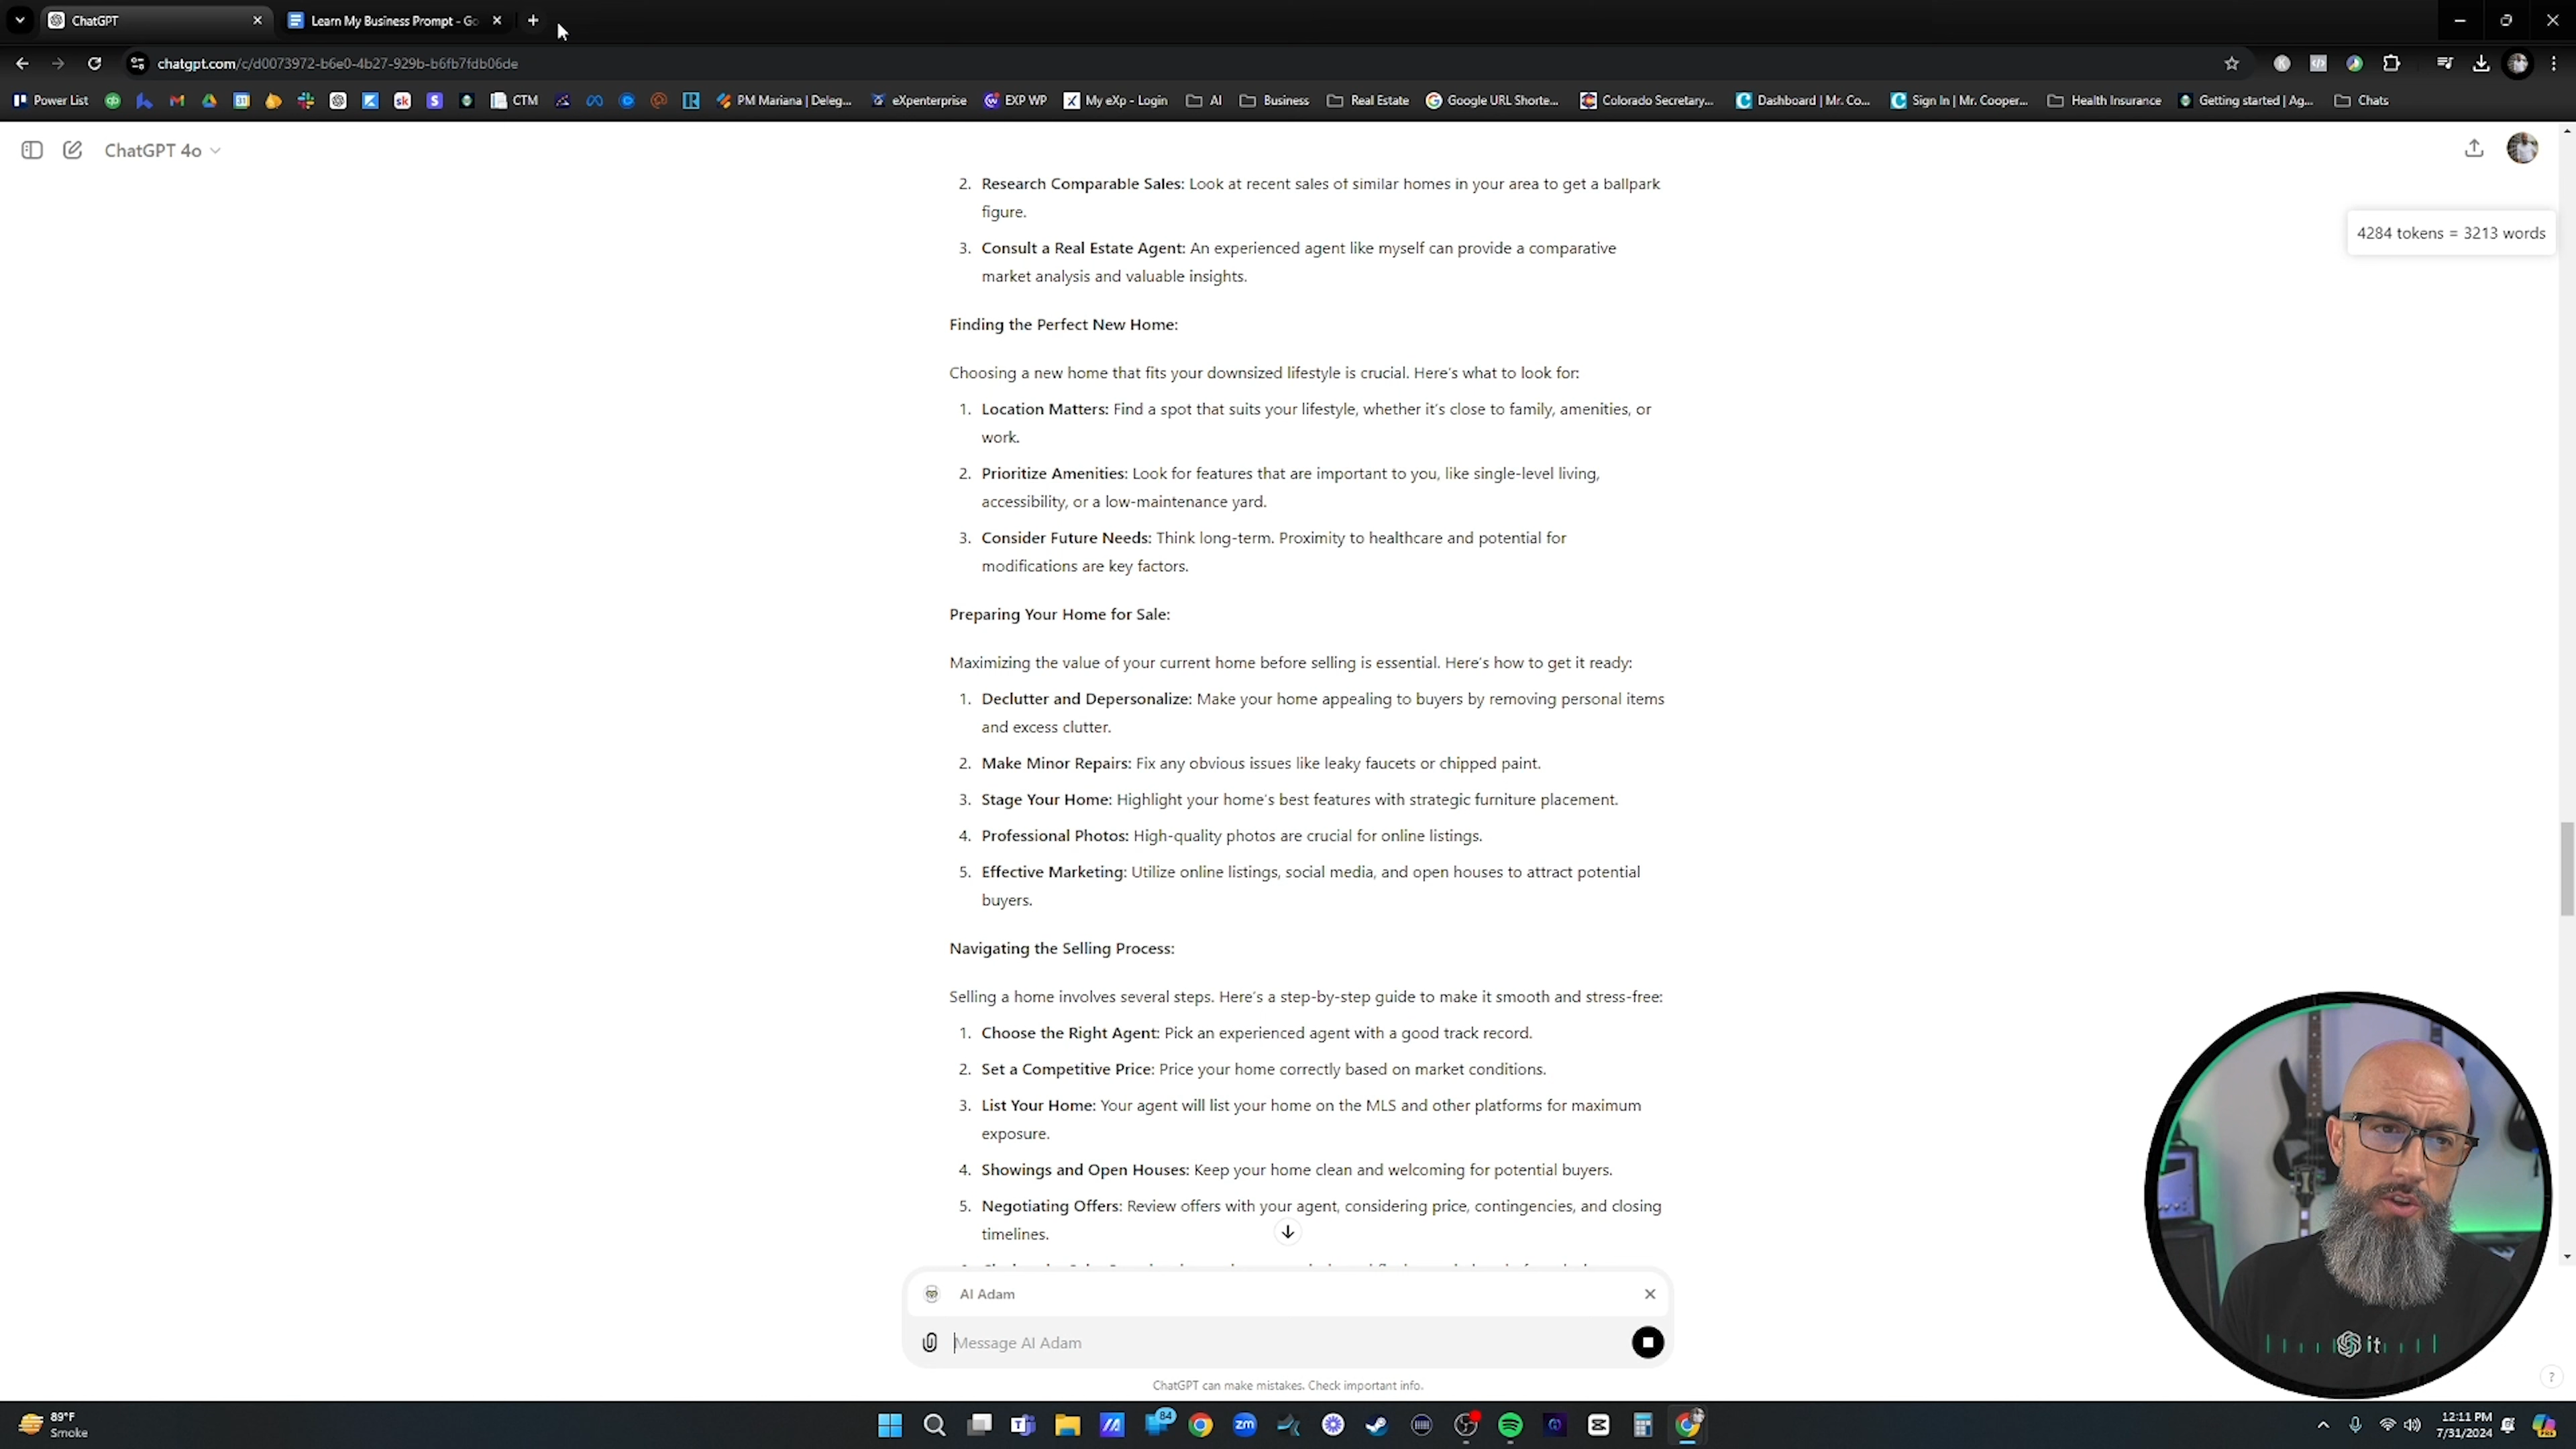 ChatGPT
Learn My Business Prompt - Go
chatgpt.com/c/d0073972-b6e0-4b27-929b-b6fb7fdb06de
Power List
CTM
PM Mariana | Deleg...
eXpenterprise
EXP WP
My eXp - Login
AI
Business
Real Estate
Google URL Shorte...
Colorado Secretary...
Dashboard | Mr. Co...
Sign In | Mr. Cooper...
Health Insurance
Getting started | Ag...
Chats
ChatGPT 4o
4284 tokens = 3213 words
2. Research Comparable Sales: Look at recent sales of similar homes in your area to get a ballpark
figure.
3. Consult a Real Estate Agent: An experienced agent like myself can provide a comparative
market analysis and valuable insights.
Finding the Perfect New Home:
Choosing a new home that fits your downsized lifestyle is crucial. Here's what to look for:
1. Location Matters: Find a spot that suits your lifestyle, whether it's close to family, amenities, or
work.
2. Prioritize Amenities: Look for features that are important to you, like single-level living,
accessibility, or a low-maintenance yard.
3. Consider Future Needs: Think long-term. Proximity to healthcare and potential for
modifications are key factors.
Preparing Your Home for Sale:
Maximizing the value of your current home before selling is essential. Here's how to get it ready:
1. Declutter and Depersonalize: Make your home appealing to buyers by removing personal items
and excess clutter.
2. Make Minor Repairs: Fix any obvious issues like leaky faucets or chipped paint.
3. Stage Your Home: Highlight your home's best features with strategic furniture placement.
4. Professional Photos: High-quality photos are crucial for online listings.
5. Effective Marketing: Utilize online listings, social media, and open houses to attract potential
buyers.
Navigating the Selling Process:
Selling a home involves several steps. Here's a step-by-step guide to make it smooth and stress-free:
1. Choose the Right Agent: Pick an experienced agent with a good track record.
2. Set a Competitive Price: Price your home correctly based on market conditions.
3. List Your Home: Your agent will list your home on the MLS and other platforms for maximum
exposure.
4. Showings and Open Houses: Keep your home clean and welcoming for potential buyers.
5. Negotiating Offers: Review offers with your agent, considering price, contingencies, and closing
timelines.
AI Adam
Message AI Adam
ChatGPT can make mistakes. Check important info.
?
it
89°F
Smoke
84
zm
12:11 PM
7/31/2024